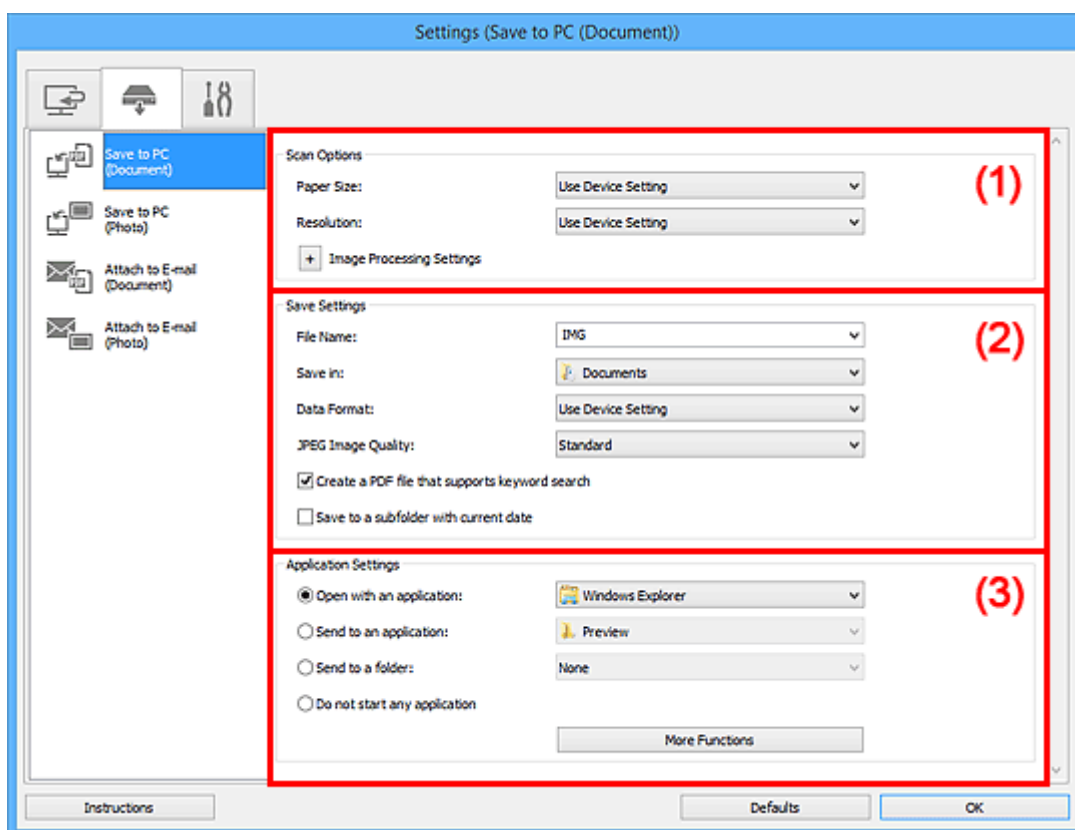 Settings (Save to PC (Document))
Save to PC
(Document)
Save to PC
(Photo)
Attach to E-mail
(Document)
Attach to E-mail
(Photo)
Scan Options
(1)
Paper Size: Use Device Setting
Resolution: Use Device Setting
+ Image Processing Settings
Save Settings
(2)
File Name: IMG
Save in: Documents
Data Format: Use Device Setting
JPEG Image Quality: Standard
Create a PDF file that supports keyword search
Save to a subfolder with current date
Application Settings
(3)
Open with an application: Windows Explorer
Send to an application: Preview
Send to a folder: None
Do not start any application
More Functions
Instructions Defaults OK